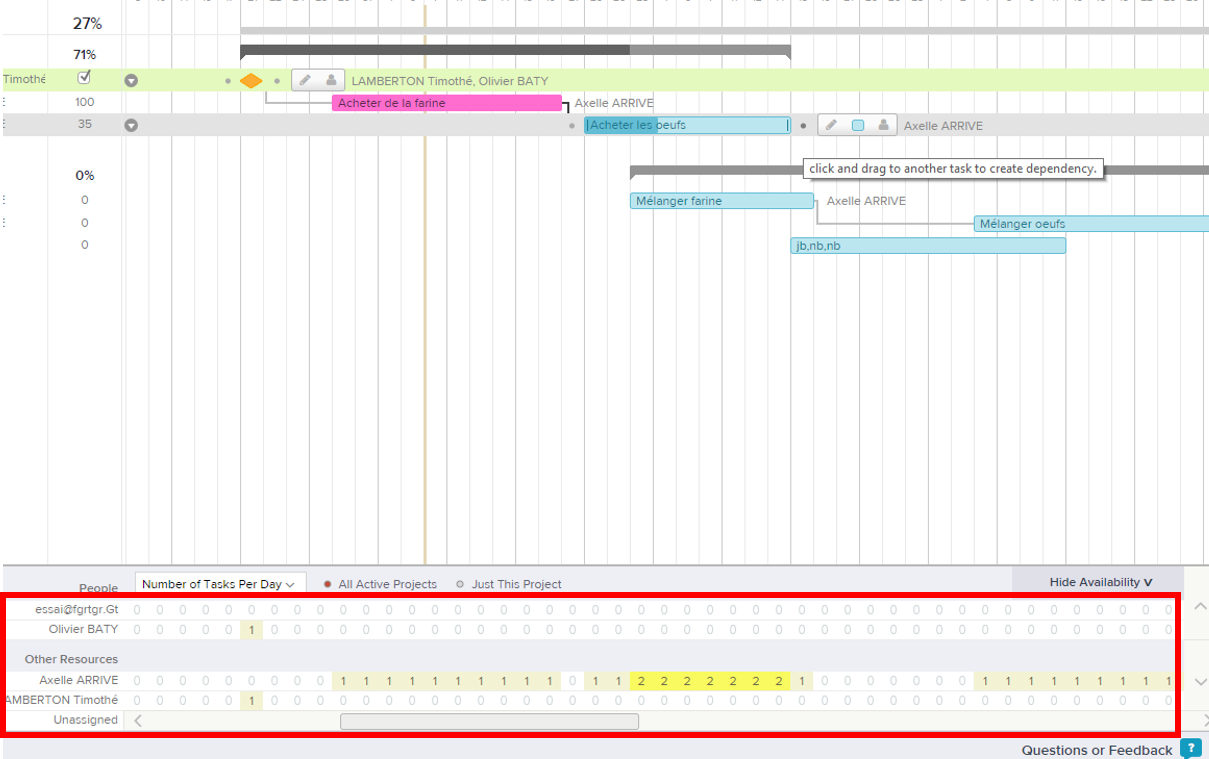 27%
71%
Timothé LAMBERTON Timothé, Olivier BATY
100 Acheter de la farine Axelle ARRIVE
35 Acheter les oeufs Axelle ARRIVE
click and drag to another task to create dependency.
0%
0 Mélanger farine Axelle ARRIVE
0 Mélanger oeufs
0 jb,nb,nb
People Number of Tasks Per Day All Active Projects Just This Project Hide Availability
essai@fgrtgr.Gt 0 0 0 0 0 0 0 0 0 0 0 0 0 0 0 0 0 0 0 0 0 0 0 0 0 0 0 0 0 0 0 0 0 0 0 0 0 0 0 0 0 0 0 0 0 0
Olivier BATY 0 0 0 0 0 1 0 0 0 0 0 0 0 0 0 0 0 0 0 0 0 0 0 0 0 0 0 0 0 0 0 0 0 0 0 0 0 0 0 0 0 0 0 0 0 0
Other Resources
Axelle ARRIVE 0 0 0 0 0 0 0 0 0 1 1 1 1 1 1 1 1 1 1 0 1 1 2 2 2 2 2 2 2 1 0 0 0 0 0 0 0 1 1 1 1 1 1 1 1 1
AMBERTON Timothé 0 0 0 0 0 1 0 0 0 0 0 0 0 0 0 0 0 0 0 0 0 0 0 0 0 0 0 0 0 0 0 0 0 0 0 0 0 0 0 0 0 0 0 0 0 0
Unassigned
Questions or Feedback ?